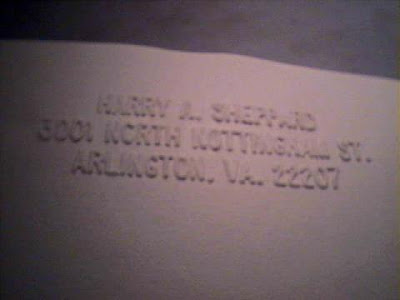 HARRY A. SHEPPARD
3001 NORTH NOTTINGHAM ST.
ARLINGTON, VA. 22207